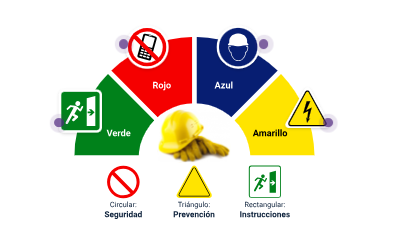 Rojo
Azul
Verde
Amarillo
Circular:
Seguridad
Triángulo:
Prevención
Rectangular:
Instrucciones